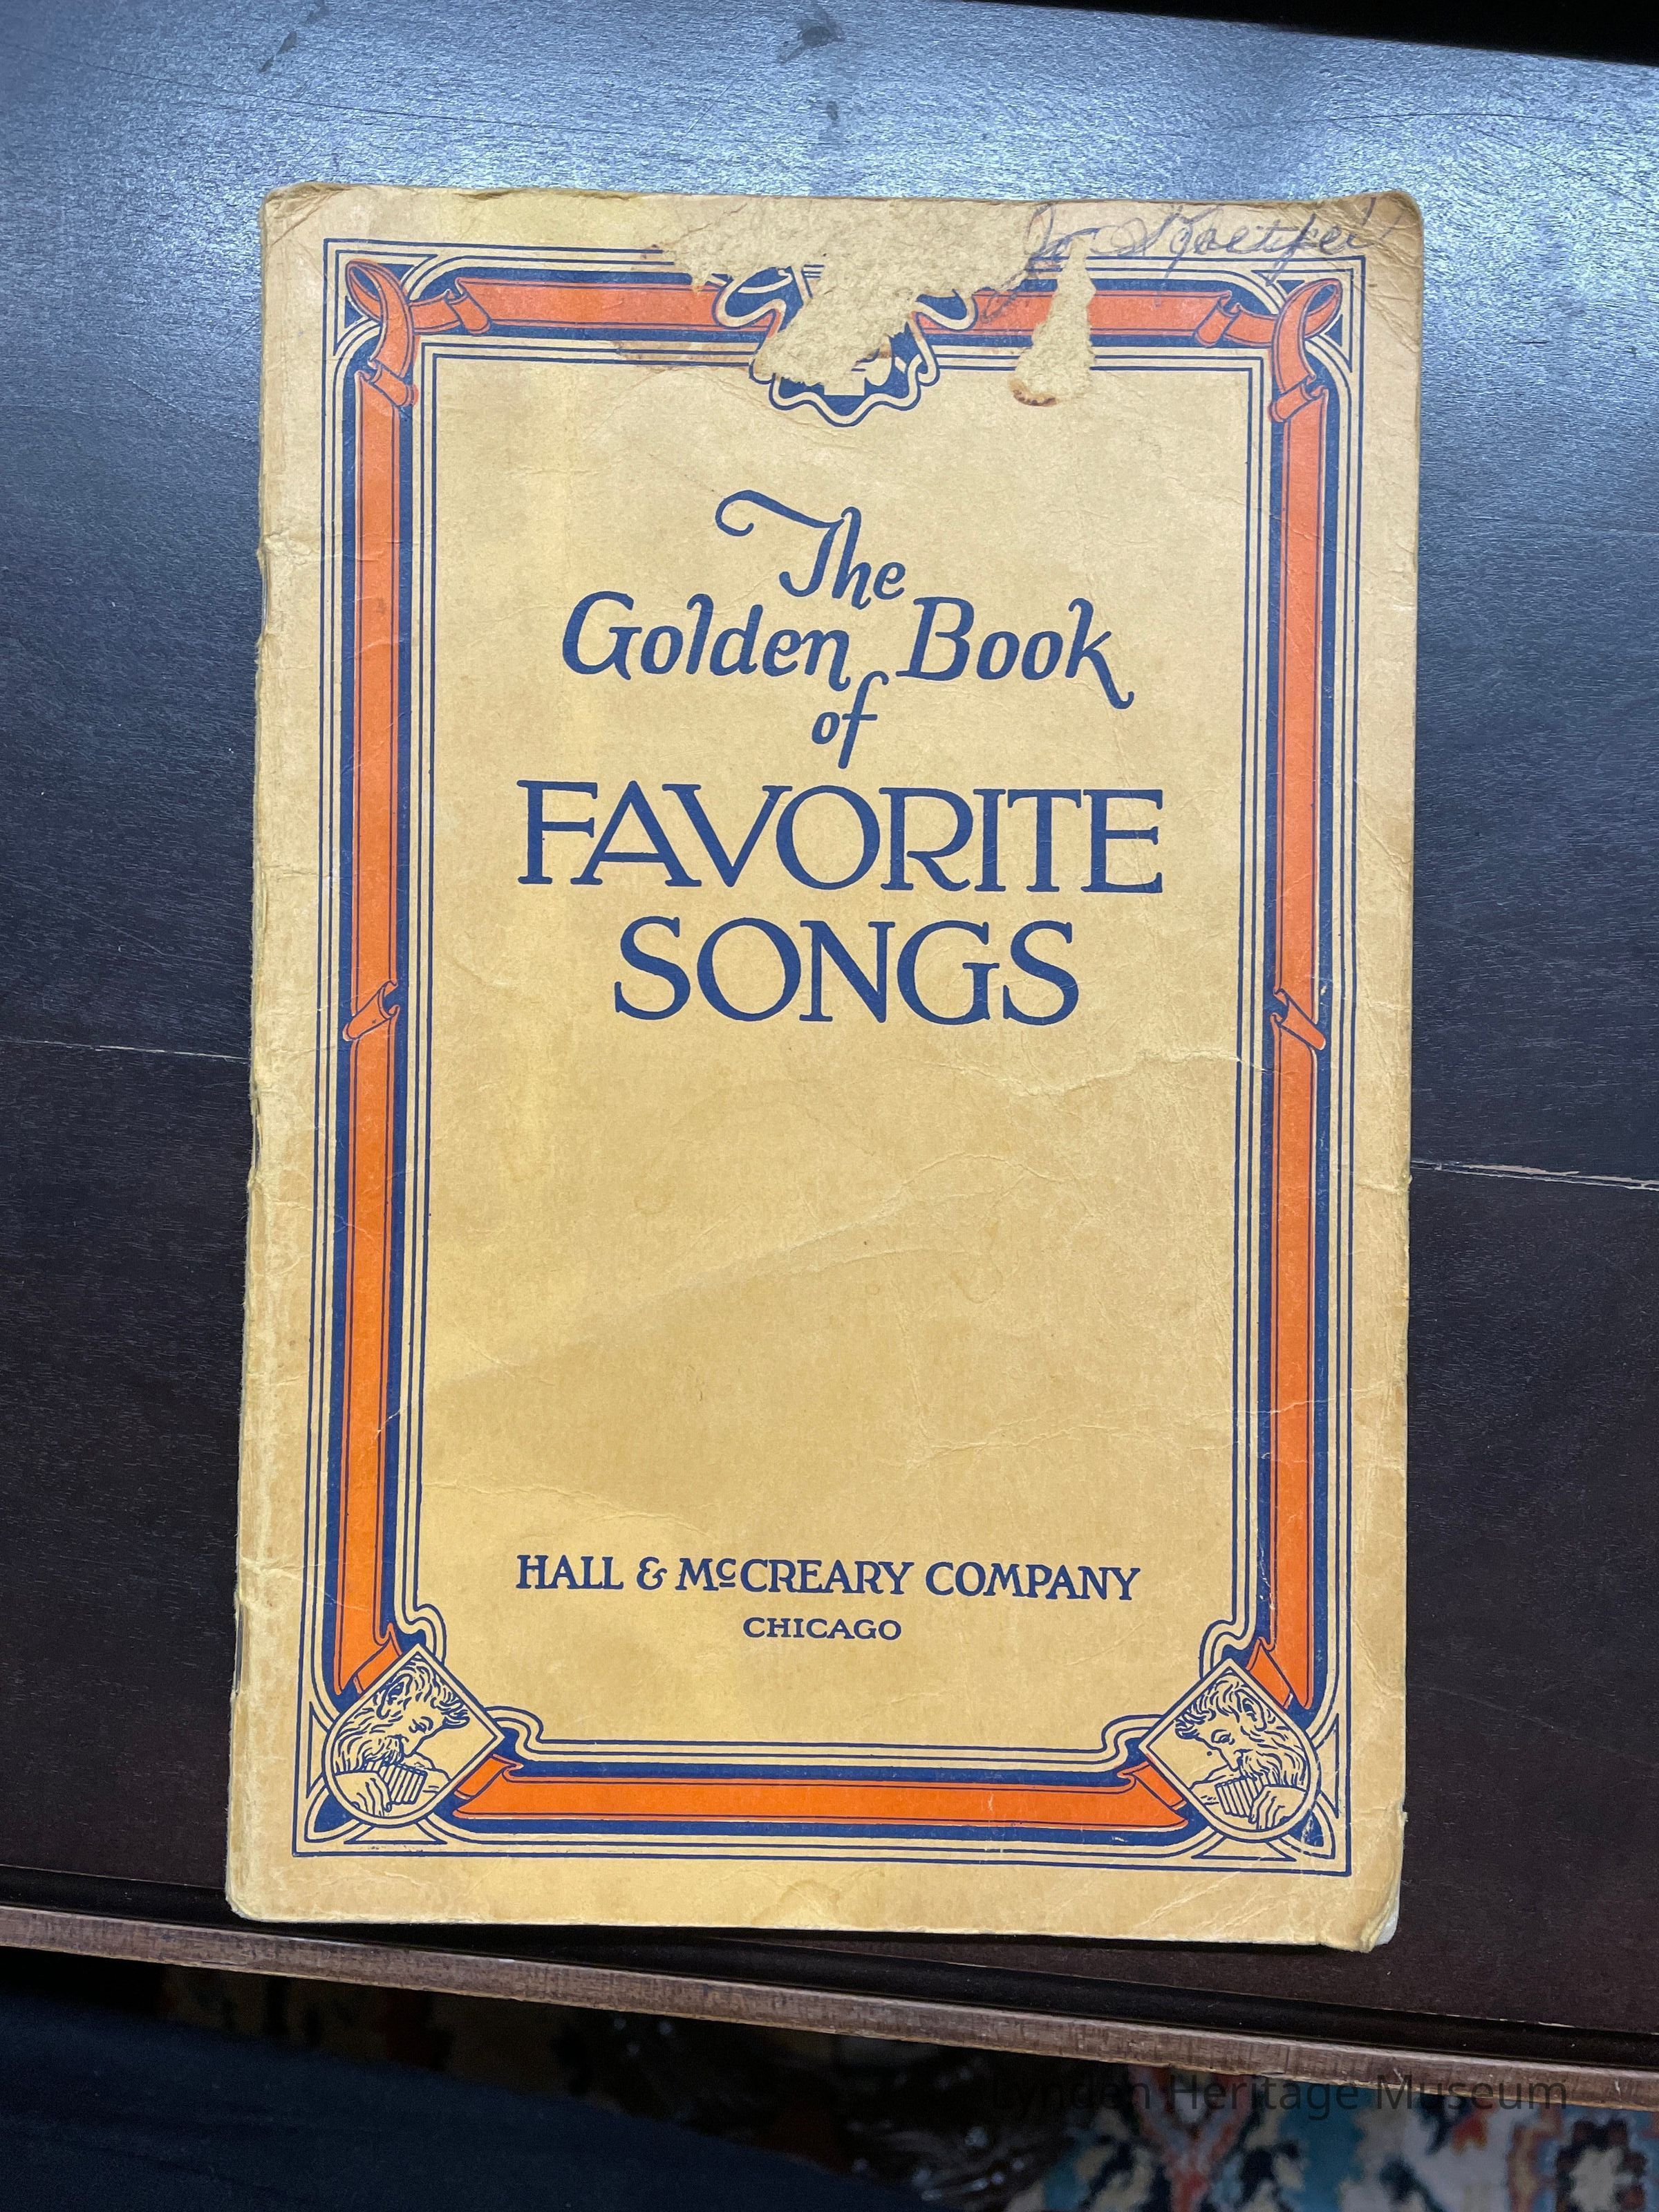 The
Golden Book
of
FAVORITE
SONGS
HALL & McCREARY COMPANY
CHICAGO
Lynden Heritage Museum